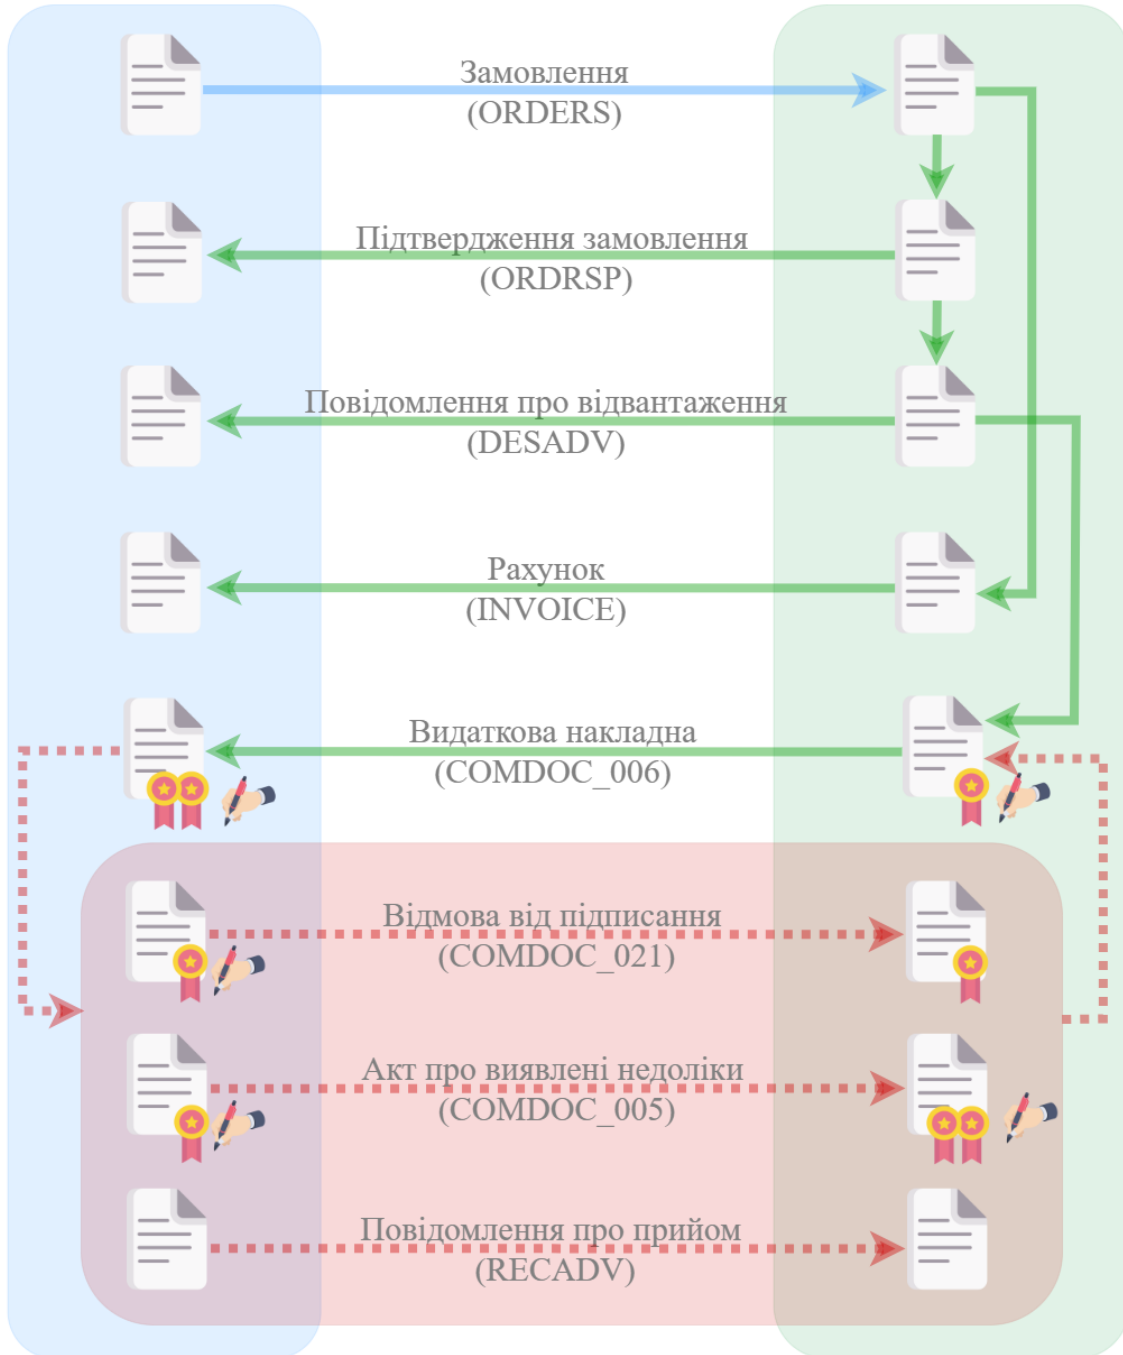 Замовлення
(ORDERS)
Підтвердження замовлення
(ORDRSP)
Повідомлення про відвантаження
(DESADV)
Рахунок
(INVOICE)
Видаткова накладна
(COMDOC_006)
Відмова від підписання
(COMDOC_021)
Акт про виявлені недоліки
(COMDOC_005)
Повідомлення про прийом
(RECADV)